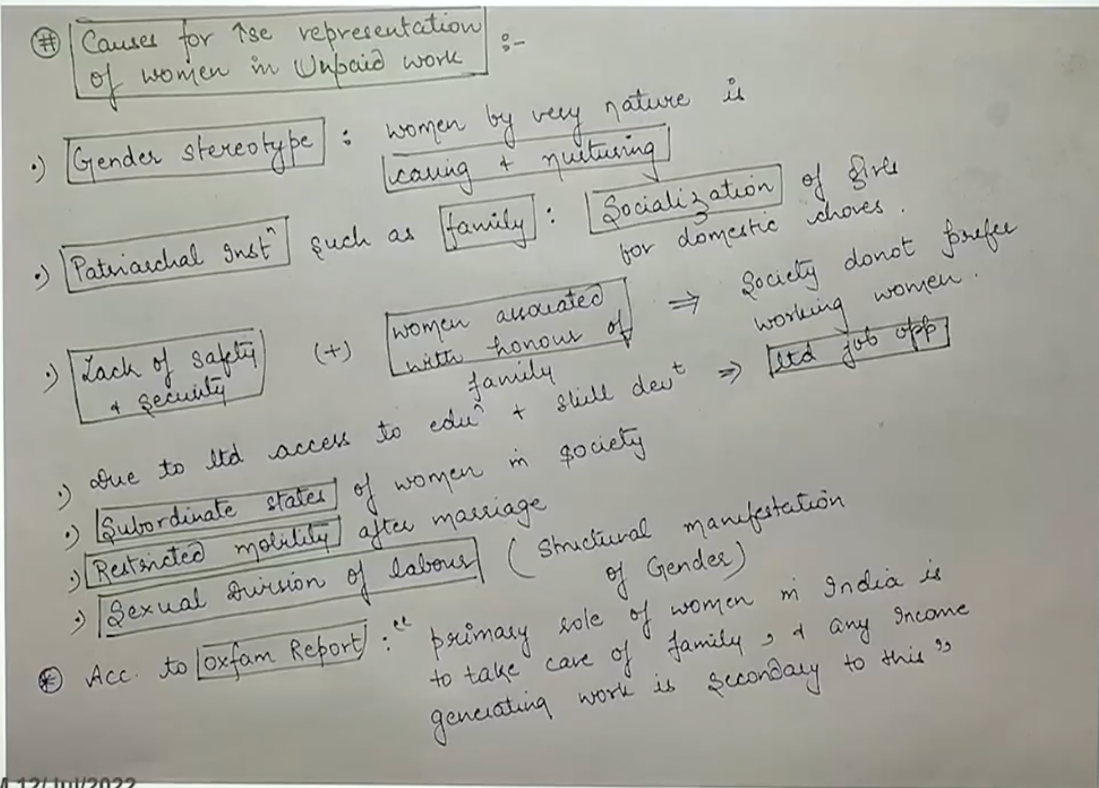 # Causes for ↑se representation
of women in Unpaid work :-
•) Gender stereotype : women by very nature is
caring + nurturing
•) Patriarchal Instⁿ such as family : Socialization of girls
for domestic chores.
•) Lack of safety (+) women associated ⇒ Society donot prefer
+ security with honour of working women.
family
•) Due to ltd access to eduⁿ + skill devᵗ ⇒ ltd job opp
•) Subordinate states of women in society
•) Restricted mobility after marriage
•) Sexual Division of labour (Structural manifestation
of Gender)
* Acc. to Oxfam Report : "primary role of women in India is
to take care of family, + any Income
generating work is secondary to this"
12/Jul/2022